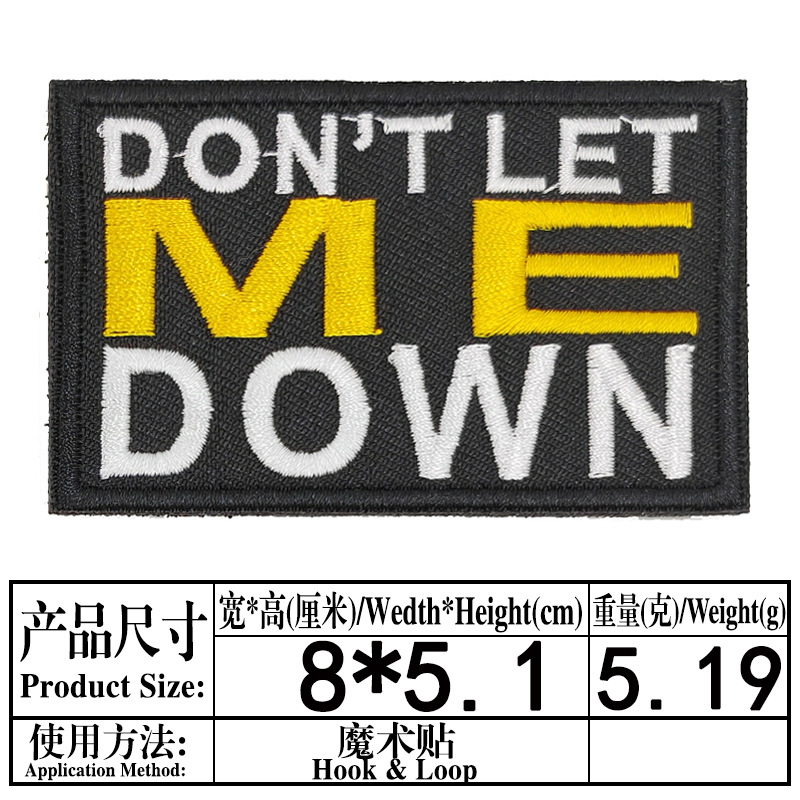 DON'T LET
ME
DOWN
产品尺寸
Product Size:
宽*高(厘米)/Wedth*Height(cm)
重量(克)/Weight(g)
8*5.1
5.19
使用方法:
Application Method:
魔术贴
Hook & Loop